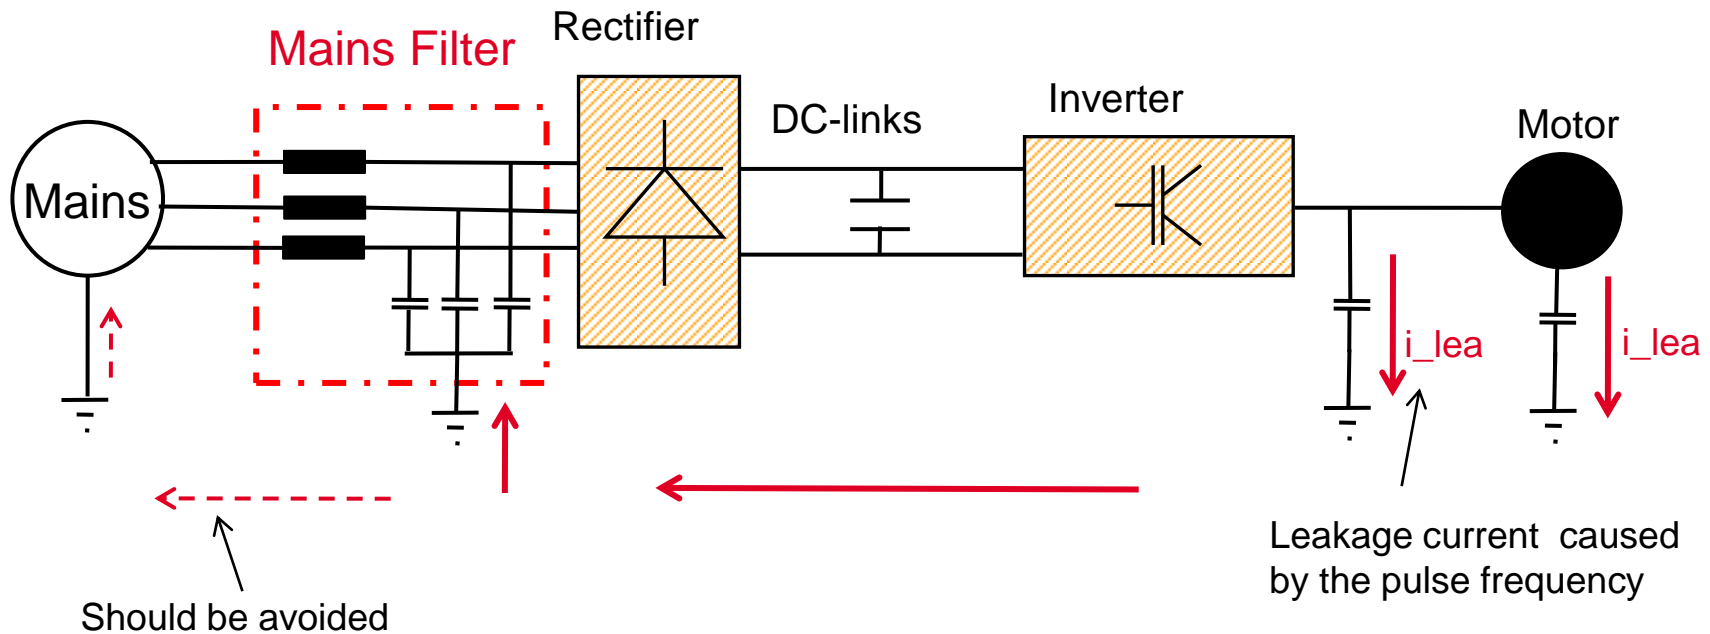 Rectifier
Mains Filter
Inverter
DC-links
Motor
Mains
i_lea
i_lea
Leakage current caused
by the pulse frequency
Should be avoided